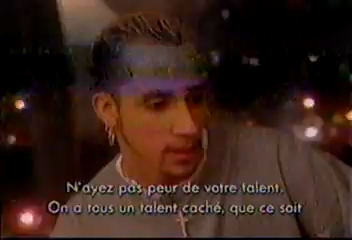 N'ayez pas peur de votre talent.
On a tous un talent caché, que ce soit